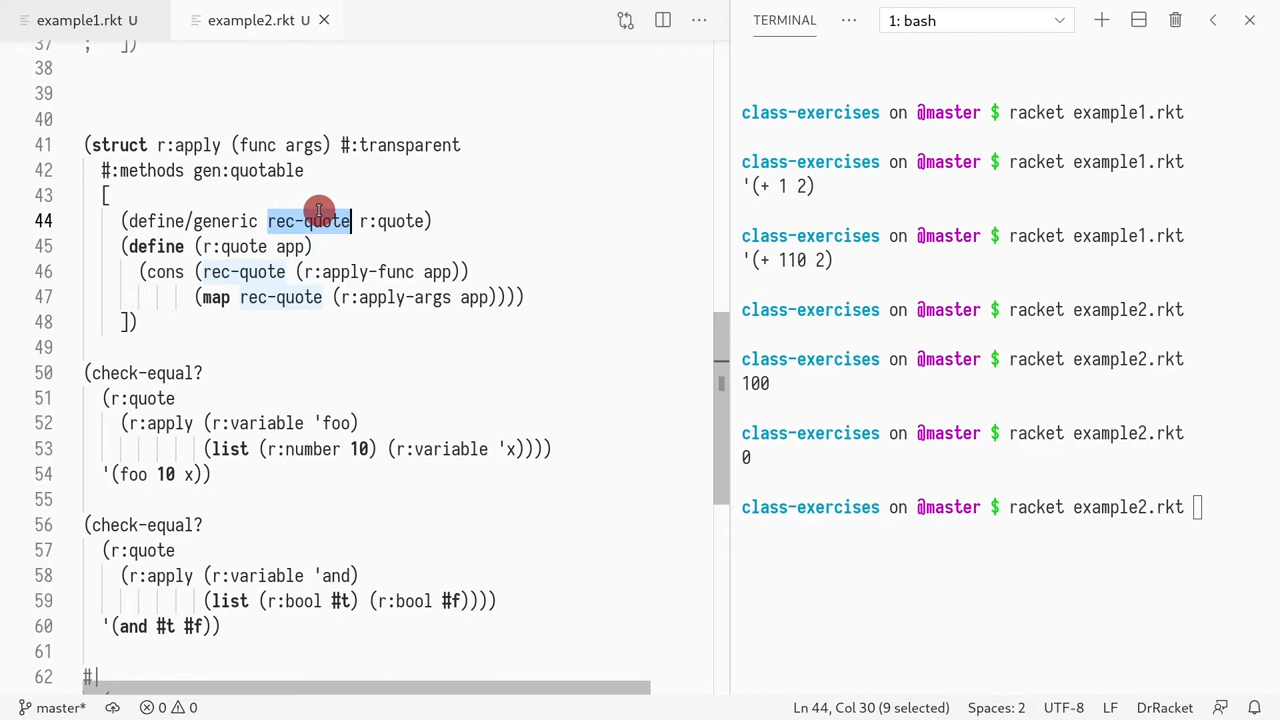 example1.rkt U example2.rkt U
37 ; ])
38
39
40
41 (struct r:apply (func args) #:transparent
42 #:methods gen:quotable
43 [
44 (define/generic rec-quote r:quote)
45 (define (r:quote app)
46 (cons (rec-quote (r:apply-func app))
47 (map rec-quote (r:apply-args app))))
48 ])
49
50 (check-equal?
51 (r:quote
52 (r:apply (r:variable 'foo)
53 (list (r:number 10) (r:variable 'x))))
54 '(foo 10 x))
55
56 (check-equal?
57 (r:quote
58 (r:apply (r:variable 'and)
59 (list (r:bool #t) (r:bool #f))))
60 '(and #t #f))
61
62 #|
TERMINAL ··· 1: bash
class-exercises on @master $ racket example1.rkt
class-exercises on @master $ racket example1.rkt
'(+ 1 2)
class-exercises on @master $ racket example1.rkt
'(+ 110 2)
class-exercises on @master $ racket example2.rkt
class-exercises on @master $ racket example2.rkt
100
class-exercises on @master $ racket example2.rkt
0
class-exercises on @master $ racket example2.rkt
master* 0 0 Ln 44, Col 30 (9 selected) Spaces: 2 UTF-8 LF DrRacket